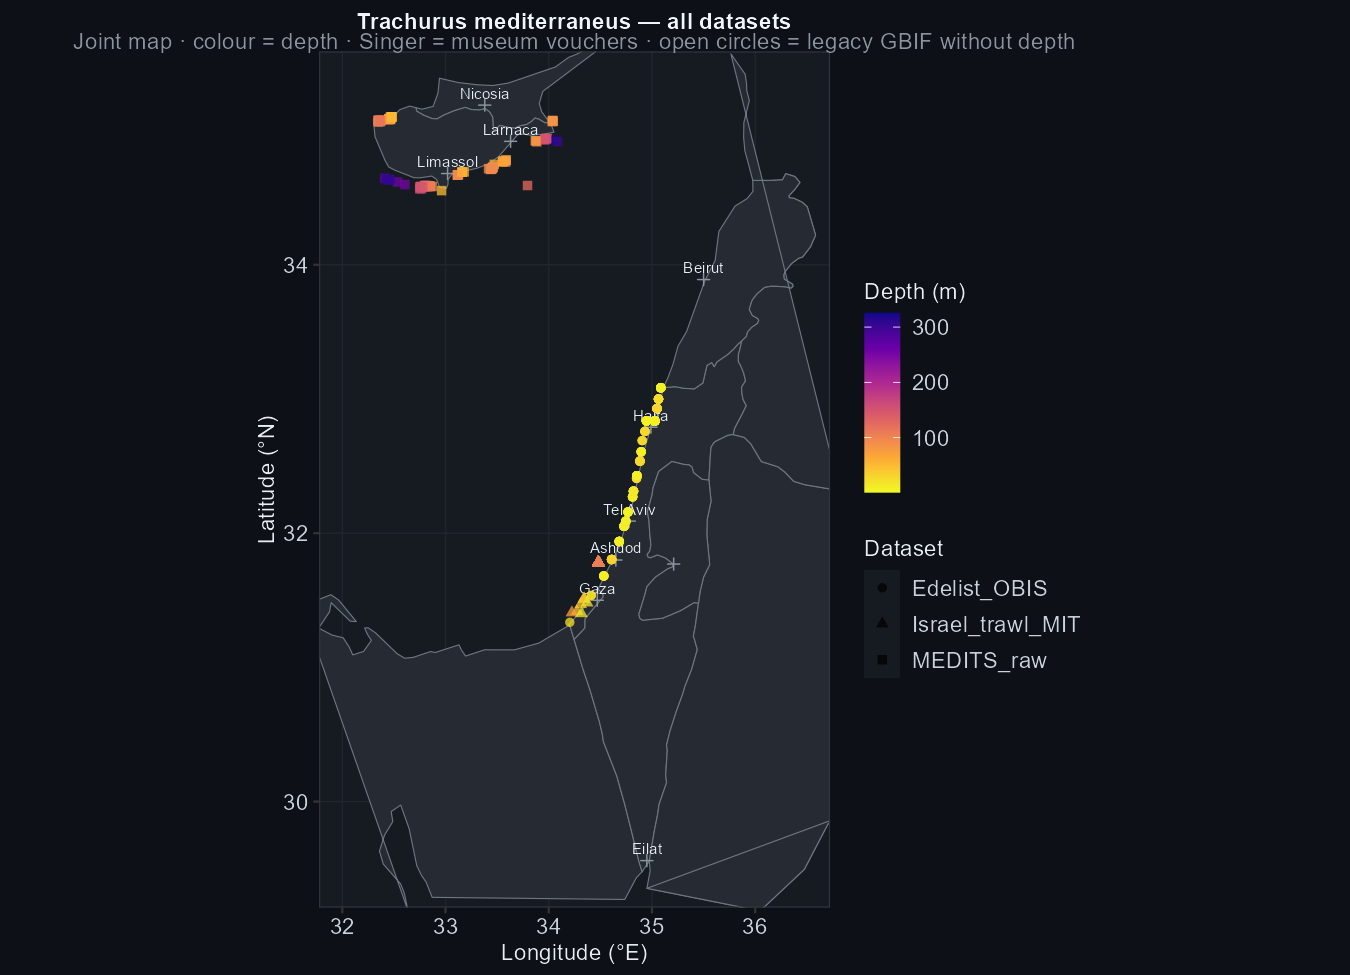 Trachurus mediterraneus — all datasets
Joint map · colour = depth · Singer = museum vouchers · open circles = legacy GBIF without depth
Nicosia
Larnaca
Limassol
Beirut
Haifa
Tel Aviv
Ashdod
Gaza
Eilat
34
32
30
32
33
34
35
36
Longitude (°E)
Latitude (°N)
Depth (m)
300
200
100
Dataset
Edelist_OBIS
Israel_trawl_MIT
MEDITS_raw